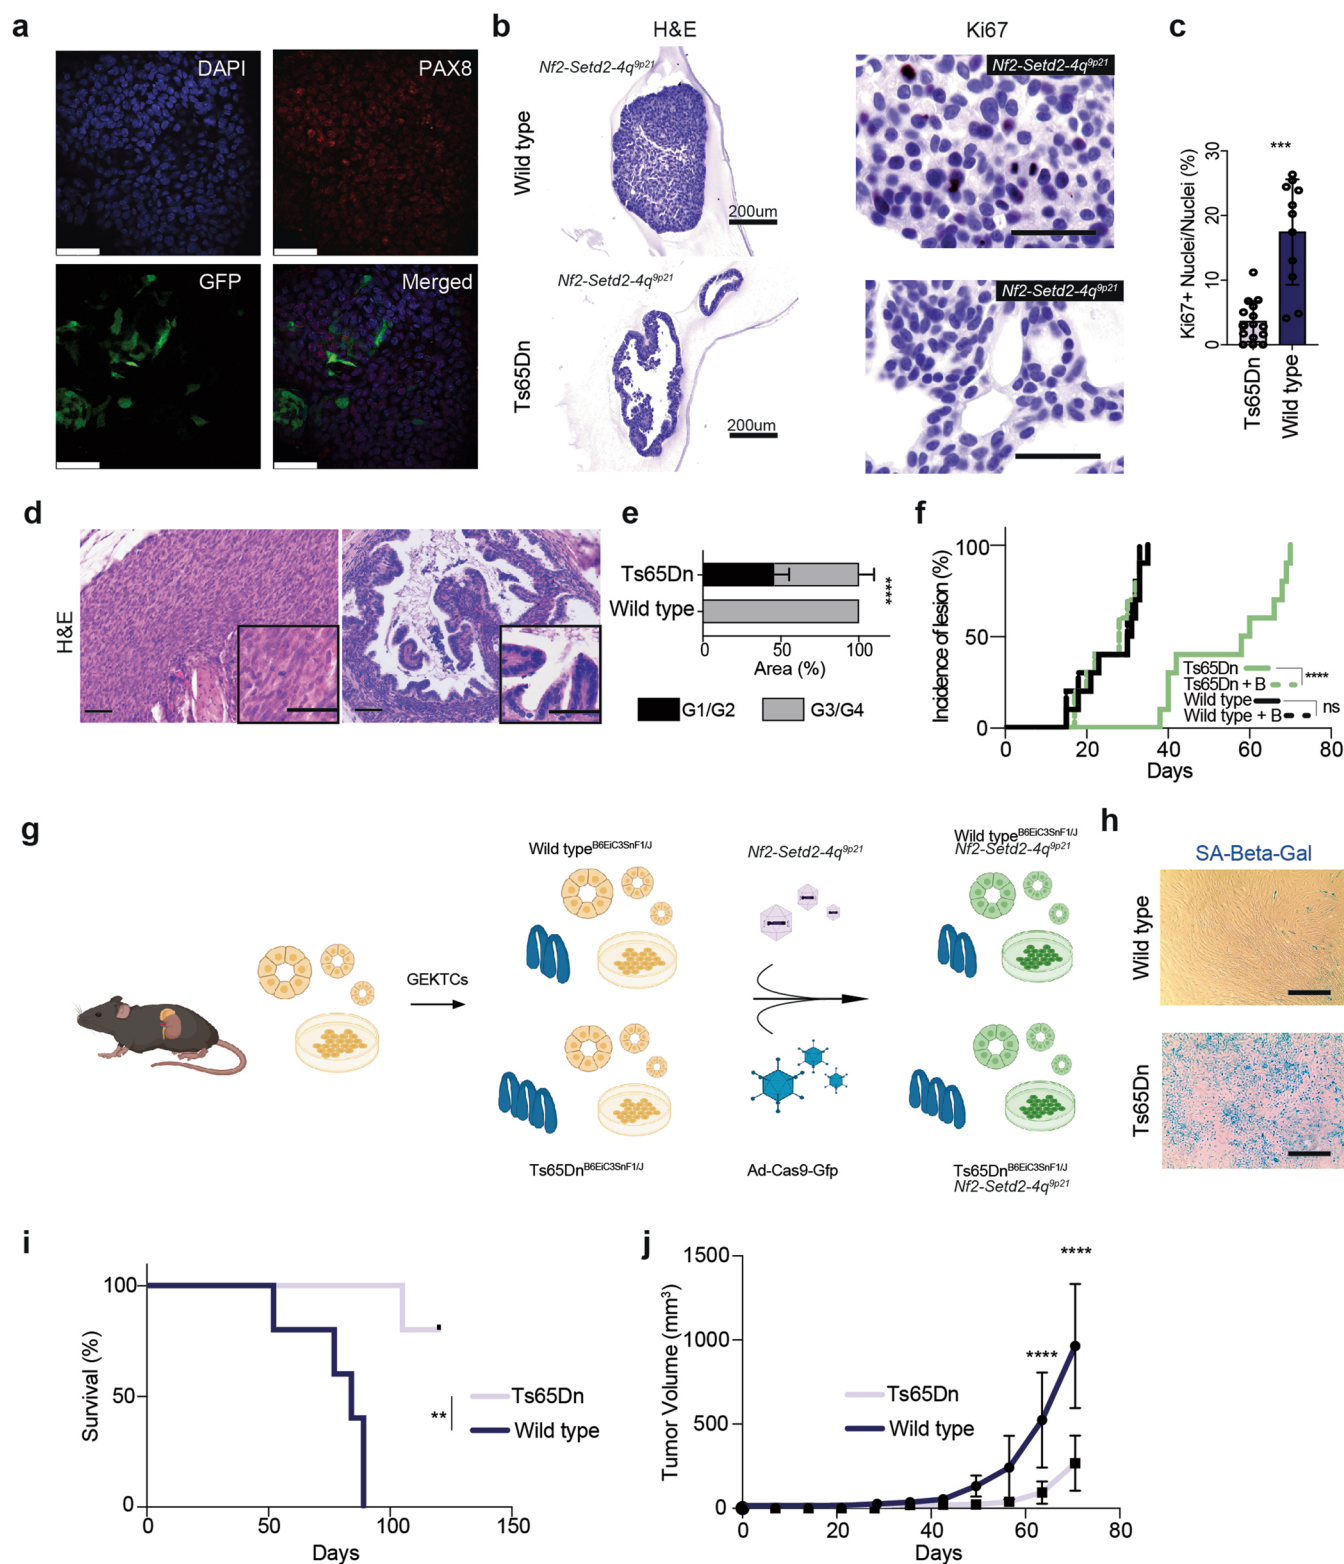 a
DAPI
PAX8
GFP
Merged
b
H&E
Ki67
Wild type
Nf2-Setd2-4q9p21
200um
Nf2-Setd2-4q9p21
Ts65Dn
Nf2-Setd2-4q9p21
200um
Nf2-Setd2-4q9p21
c
Ki67+ Nuclei/Nuclei (%)
30
20
10
0
***
Ts65Dn
Wild type
d
H&E
e
Ts65Dn
Wild type
****
0
50
100
Area (%)
G1/G2
G3/G4
f
Incidence of lesion (%)
100
50
0
Ts65Dn
Ts65Dn + B
****
Wild type
Wild type + B
ns
0
20
40
60
80
Days
g
GEKTCs
Wild typeB6EiC3SnF1/J
Ts65DnB6EiC3SnF1/J
Nf2-Setd2-4q9p21
Ad-Cas9-Gfp
Wild typeB6EiC3SnF1/J
Nf2-Setd2-4q9p21
Ts65DnB6EiC3SnF1/J
Nf2-Setd2-4q9p21
h
SA-Beta-Gal
Wild type
Ts65Dn
i
Survival (%)
100
50
0
Ts65Dn
**
Wild type
0
50
100
150
Days
j
Tumor Volume (mm3)
1500
1000
500
0
****
****
Ts65Dn
Wild type
0
20
40
60
80
Days